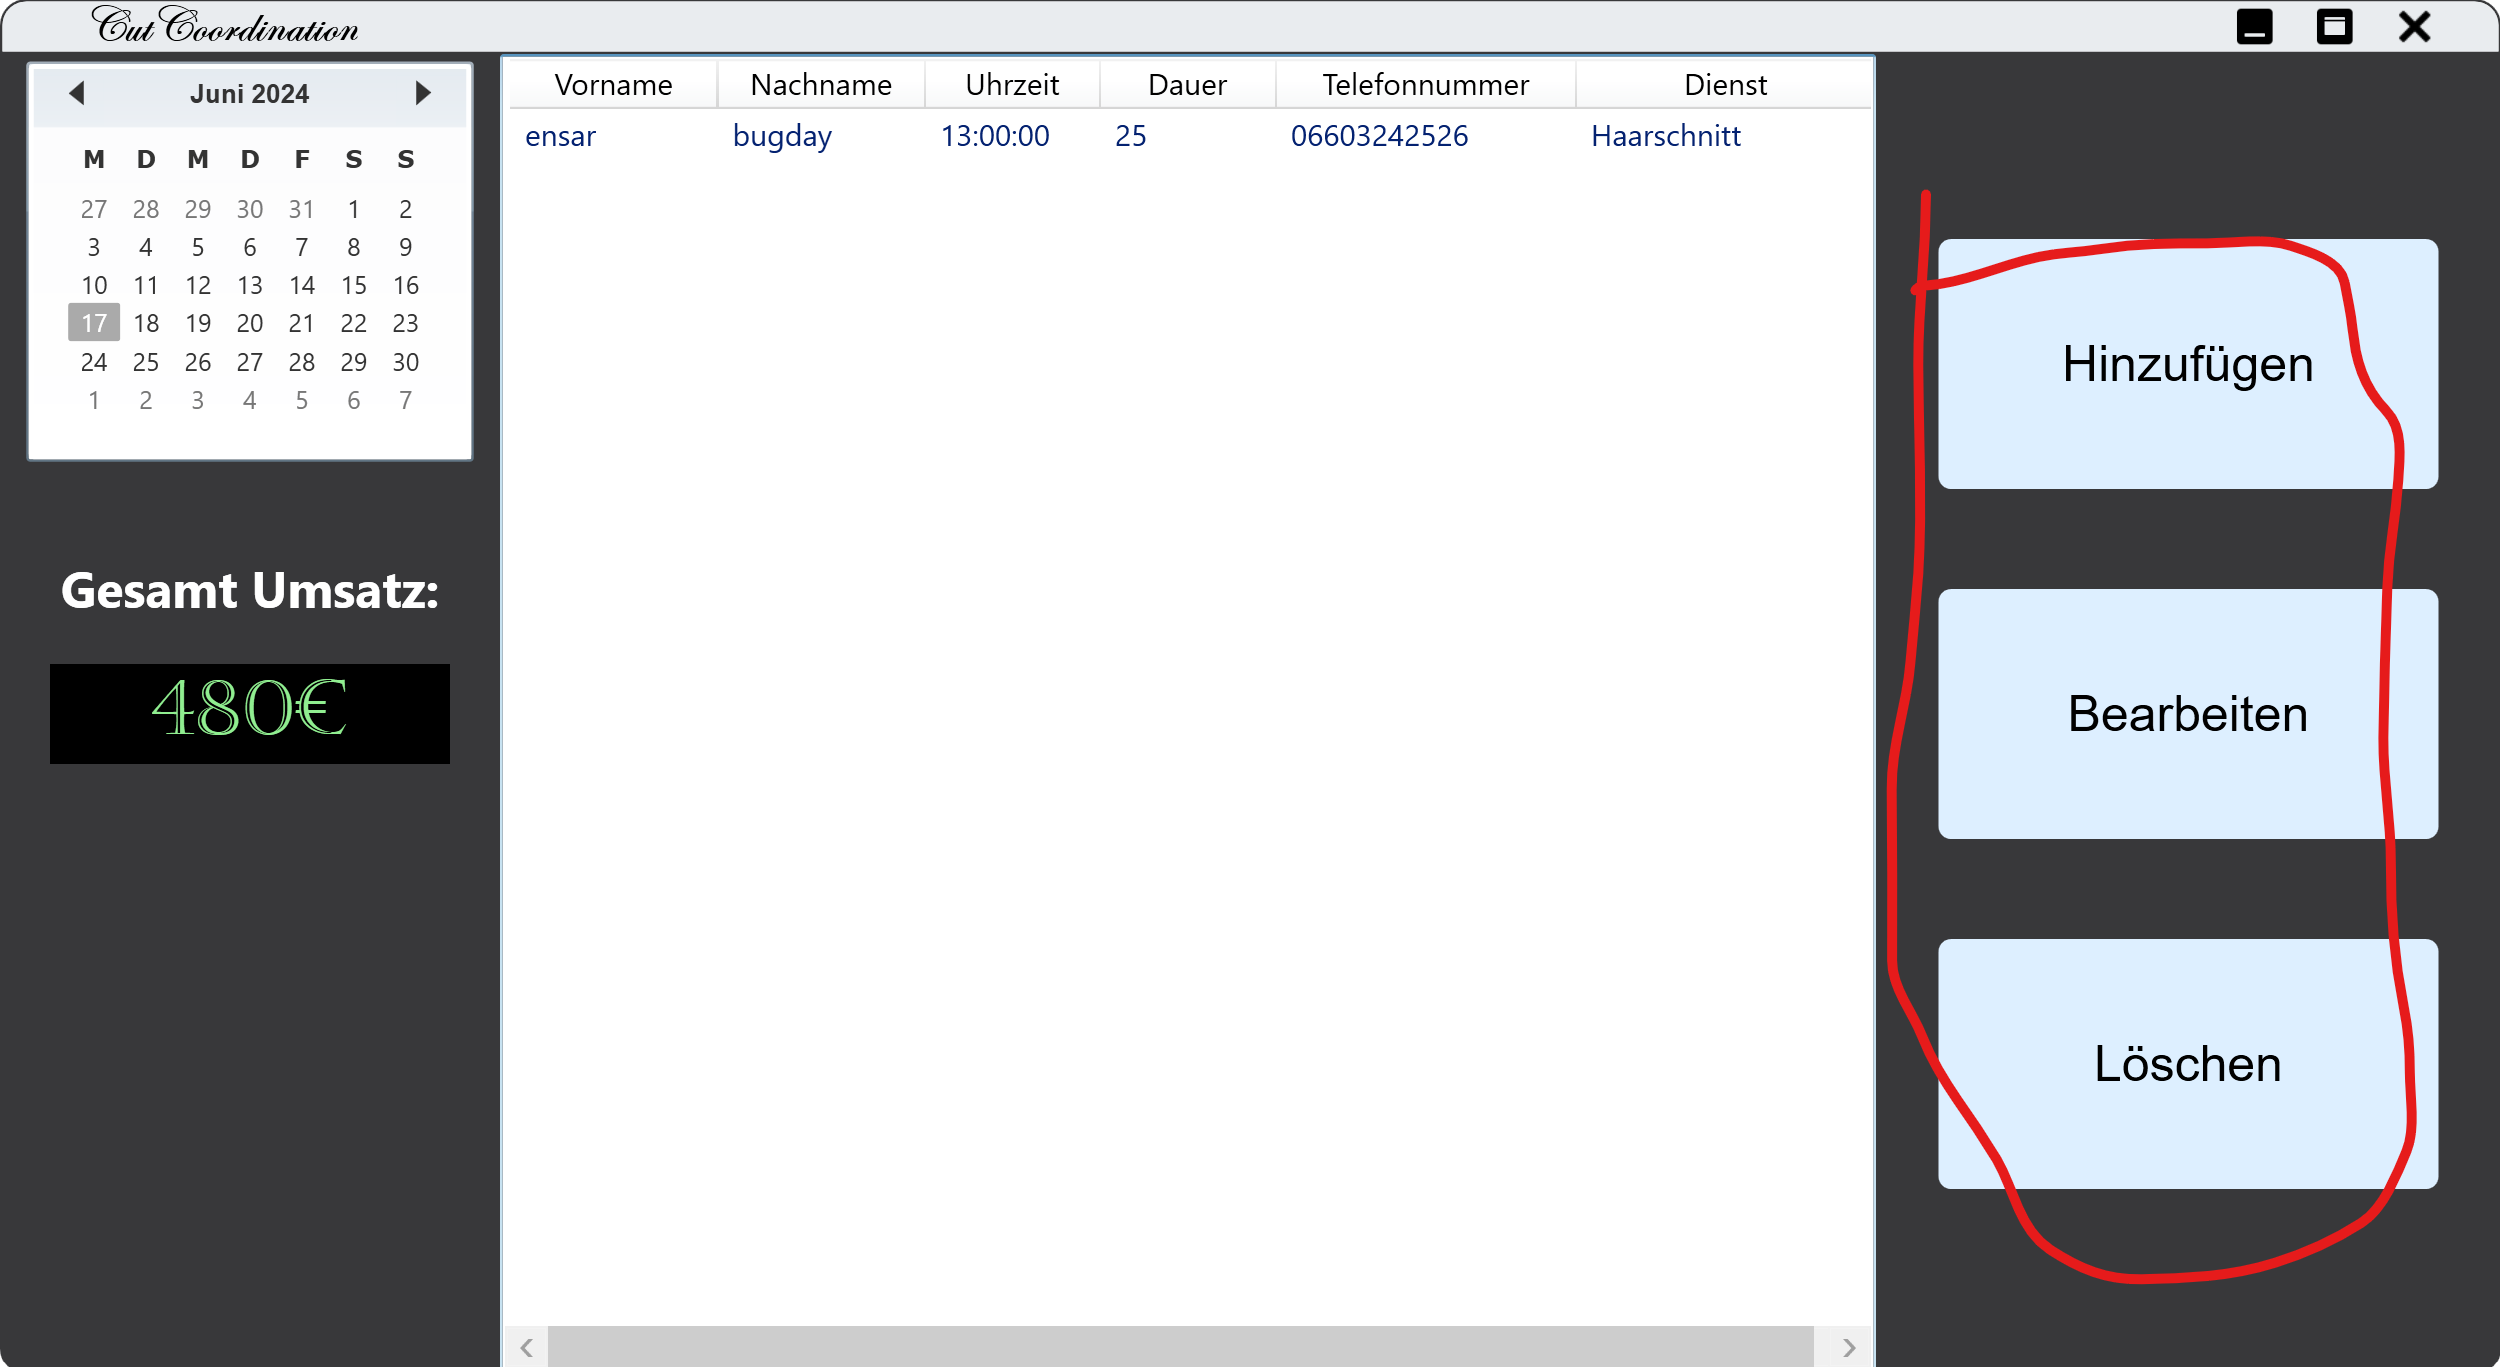 Cut Coordination
Juni 2024
M D M D F S S
27 28 29 30 31 1 2
3 4 5 6 7 8 9
10 11 12 13 14 15 16
17 18 19 20 21 22 23
24 25 26 27 28 29 30
1 2 3 4 5 6 7
Gesamt Umsatz:
480€
Vorname Nachname Uhrzeit Dauer Telefonnummer Dienst
ensar bugday 13:00:00 25 06603242526 Haarschnitt
Hinzufügen
Bearbeiten
Löschen